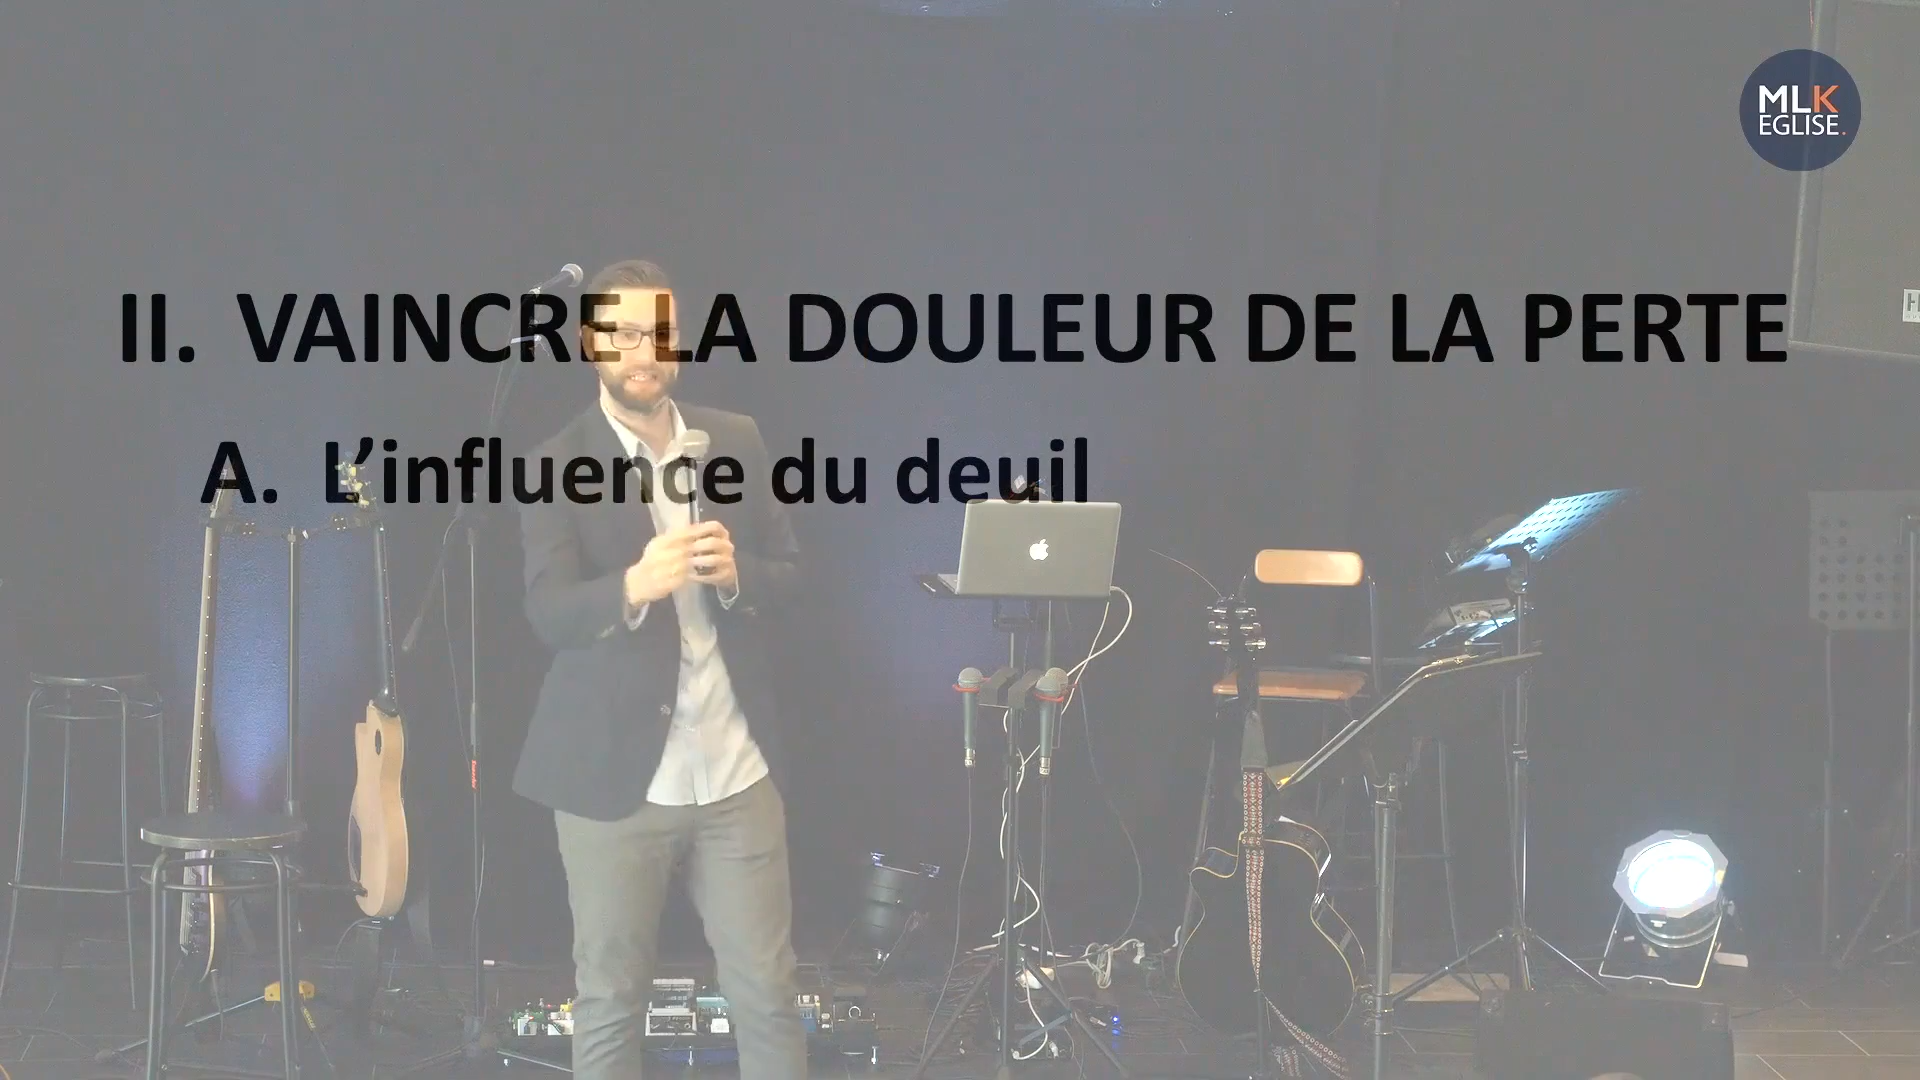 MLK
EGLISE.
II. VAINCRE LA DOULEUR DE LA PERTE
A. L’influence du deuil